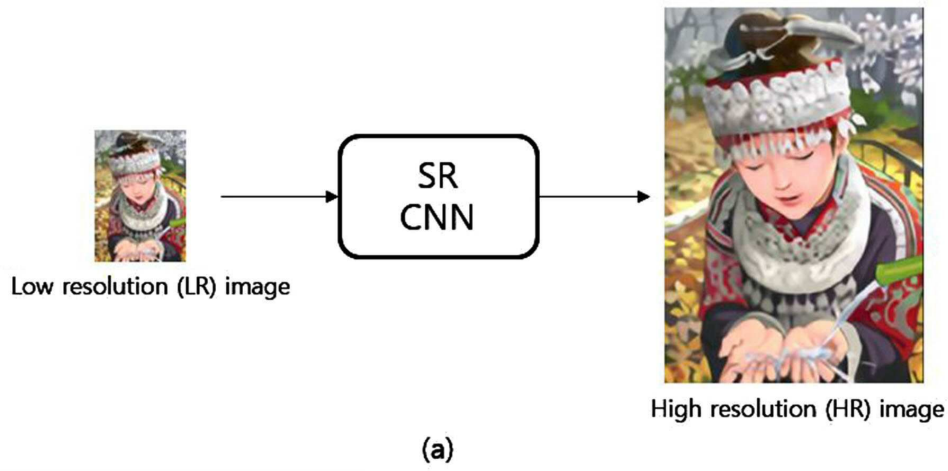 SR
CNN
Low resolution (LR) image
High resolution (HR) image
(a)